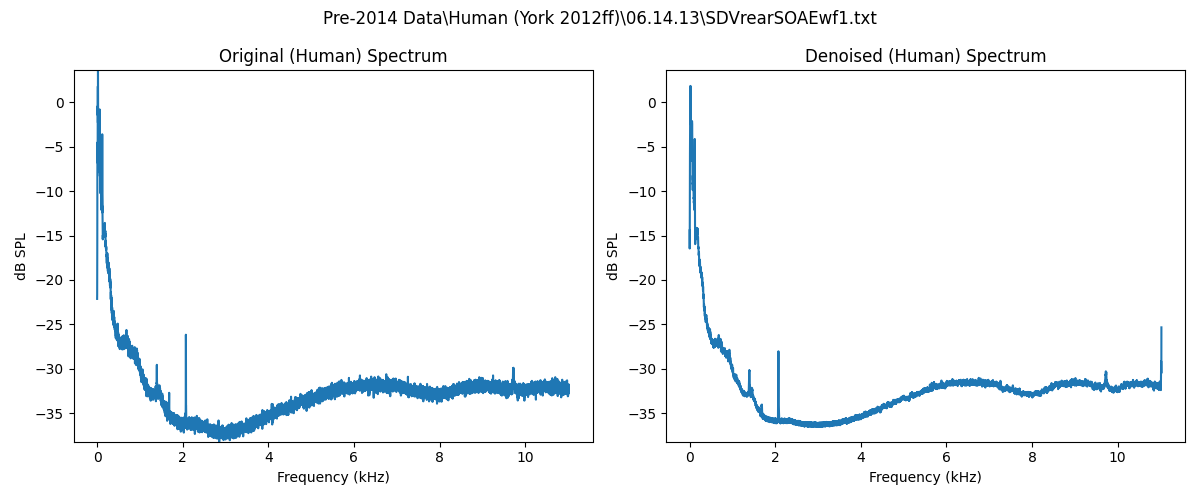 Pre-2014 Data\Human (York 2012ff)\06.14.13\SDVrearSOAEwf1.txt
Original (Human) Spectrum
dB SPL
0
−5
−10
−15
−20
−25
−30
−35
0 2 4 6 8 10
Frequency (kHz)
Denoised (Human) Spectrum
dB SPL
0
−5
−10
−15
−20
−25
−30
−35
0 2 4 6 8 10
Frequency (kHz)